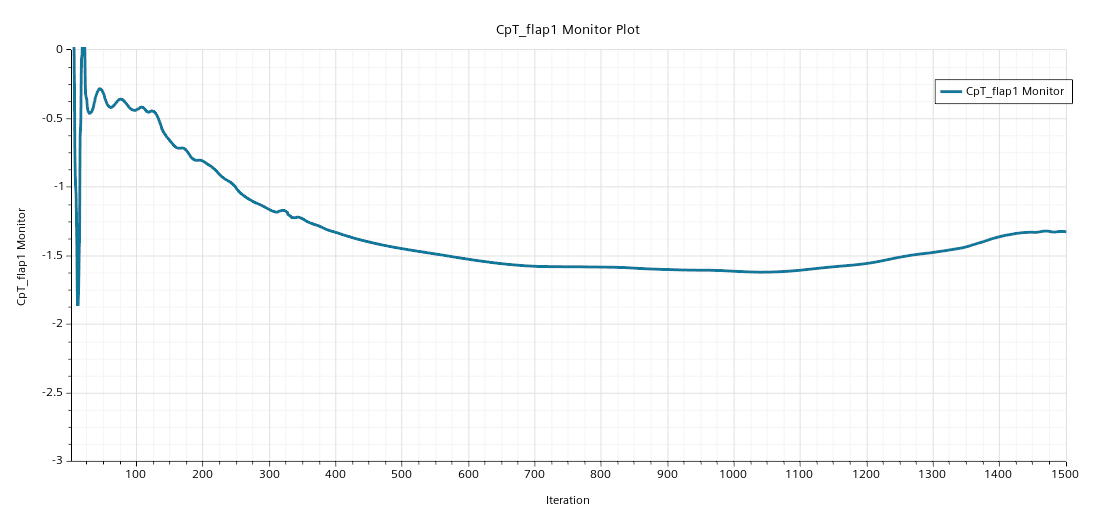 CpT_flap1 Monitor Plot
CpT_flap1 Monitor
CpT_flap1 Monitor
0
-0.5
-1
-1.5
-2
-2.5
-3
100 200 300 400 500 600 700 800 900 1000 1100 1200 1300 1400 1500
Iteration